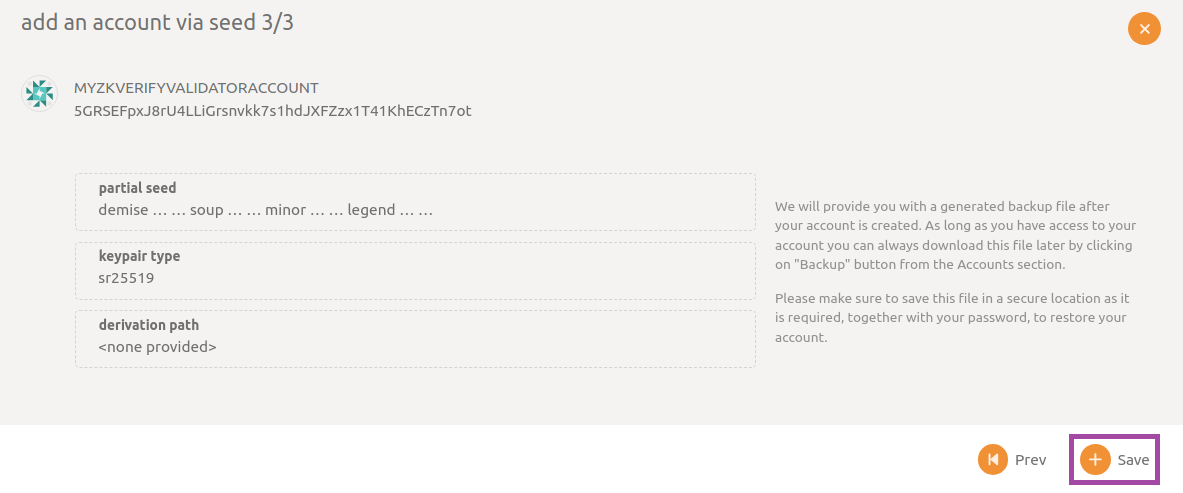 add an account via seed 3/3
MYZKVERIFYVALIDATORACCOUNT
5GRSEFpxJ8rU4LLiGrsnvkk7s1hdJXFZzx1T41KhECzTn7ot
partial seed
demise … … soup … … minor … … legend … …
keypair type
sr25519
derivation path
<none provided>
We will provide you with a generated backup file after
your account is created. As long as you have access to your
account you can always download this file later by clicking
on "Backup" button from the Accounts section.
Please make sure to save this file in a secure location as it
is required, together with your password, to restore your
account.
Prev
Save